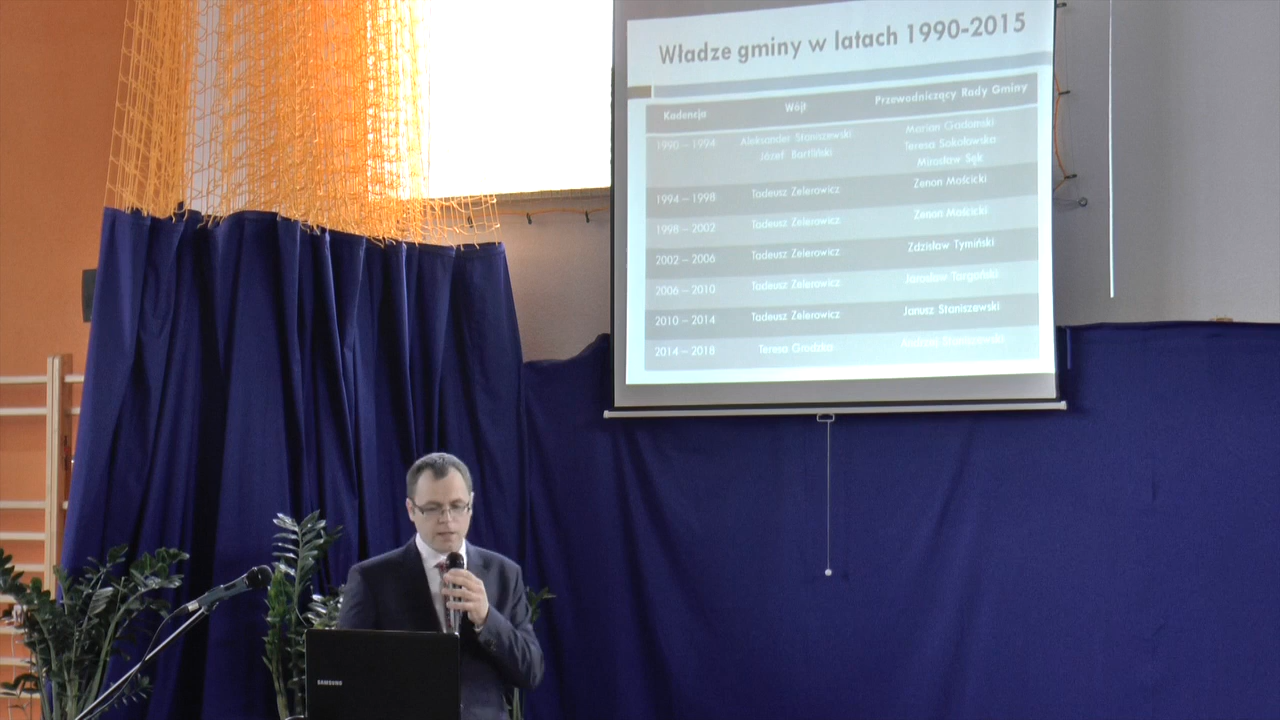 Władze gminy w latach 1990-2015
Kadencja Wójt Przewodniczący Rady Gminy
1990 – 1994 Aleksander Staniszewski Marian Gadomski
Józef Bartliński Teresa Sokołowska
Mirosław Sęk
1994 – 1998 Tadeusz Zelerowicz Zenon Mościcki
1998 – 2002 Tadeusz Zelerowicz Zenon Mościcki
2002 – 2006 Tadeusz Zelerowicz Zdzisław Tymiński
2006 – 2010 Tadeusz Zelerowicz Jarosław Targoński
2010 – 2014 Tadeusz Zelerowicz Janusz Staniszewski
2014 – 2018 Teresa Grodzka Andrzej Staniszewski
SAMSUNG